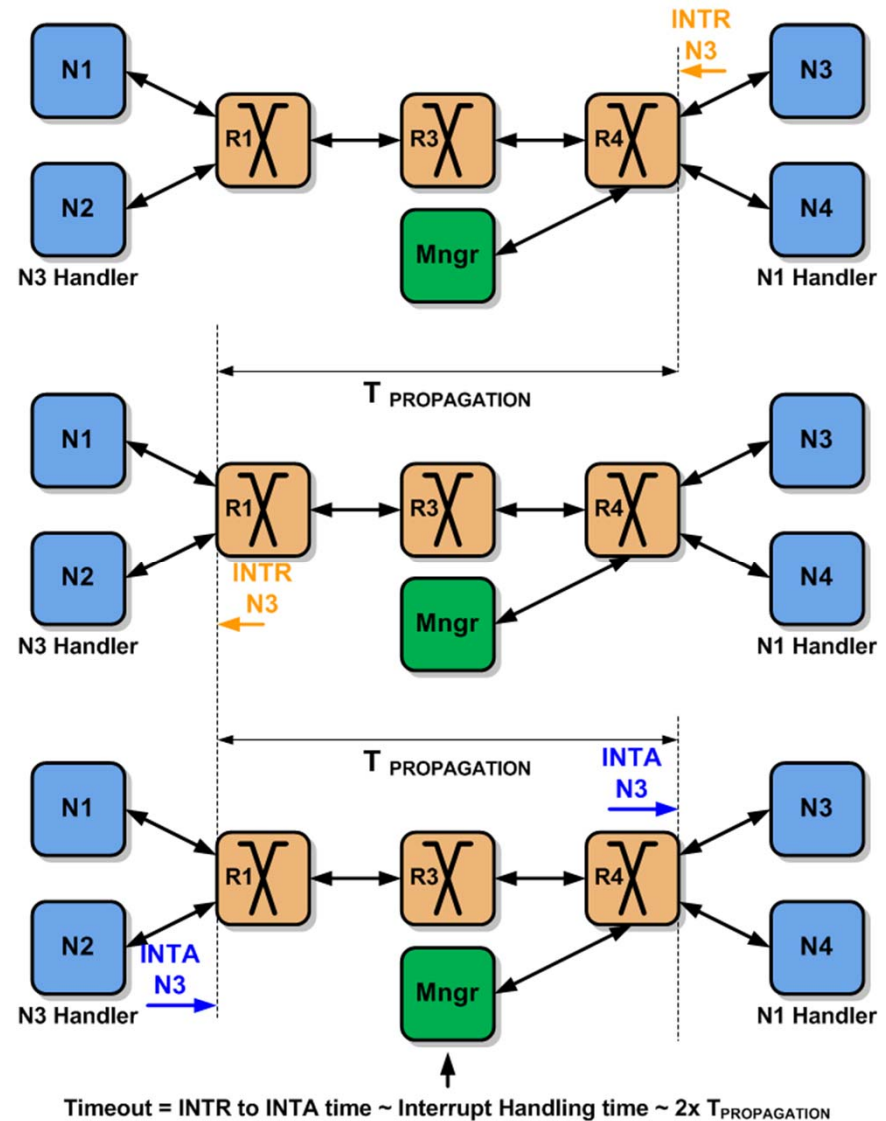 INTR
N3
N1
N3
R1
R3
R4
N2
Mngr
N4
N3 Handler
N1 Handler
T PROPAGATION
N1
N3
R1
R3
R4
INTR
N3
N2
Mngr
N4
N3 Handler
N1 Handler
T PROPAGATION
INTA
N3
N1
N3
R1
R3
R4
N2
N4
INTA
N3
Mngr
N3 Handler
N1 Handler
Timeout = INTR to INTA time ~ Interrupt Handling time ~ 2x TPROPAGATION